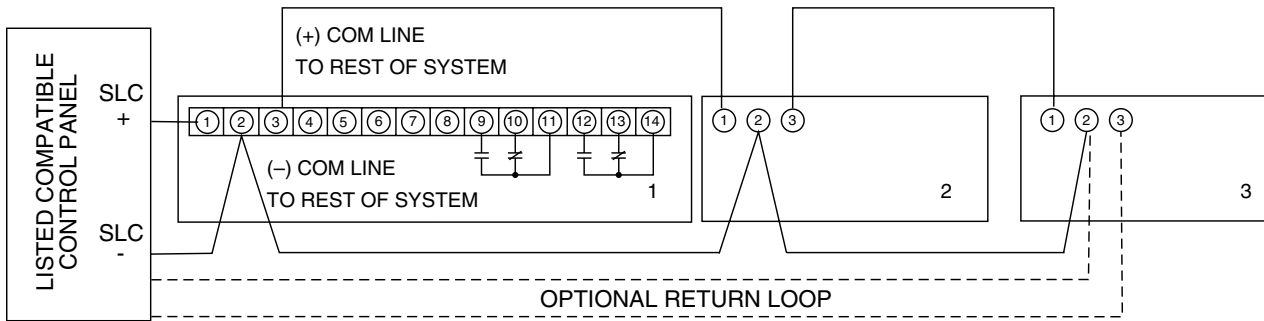 LISTED COMPATIBLE
CONTROL PANEL
SLC
+
SLC
-
(+) COM LINE
TO REST OF SYSTEM
1 2 3 4 5 6 7 8 9 10 11 12 13 14
(–) COM LINE
TO REST OF SYSTEM
1
1 2 3
2
1 2 3
3
OPTIONAL RETURN LOOP